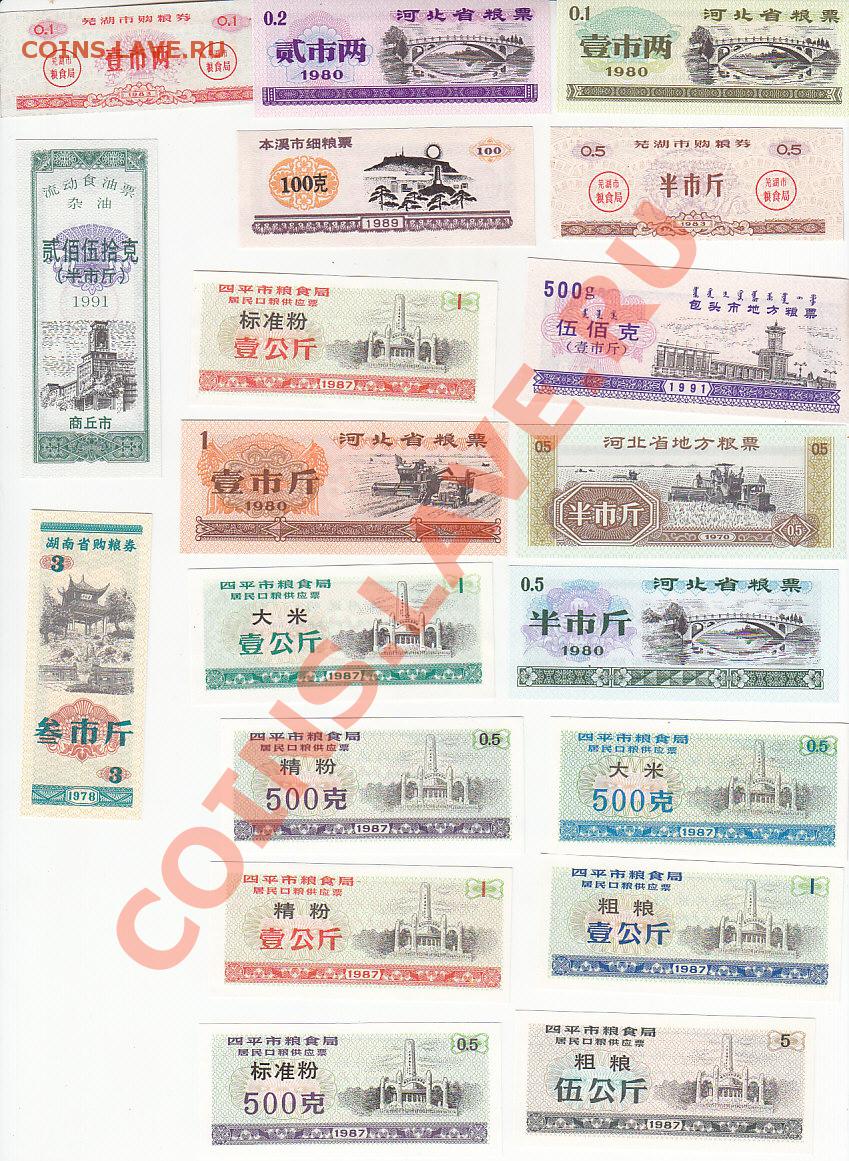 COINS.LAVE.RU
0.1
芜湖市购粮券
0.1
壹市两
芜湖市
粮食局
芜湖市
粮食局
1983
0.2
河北省粮票
贰市两
1980
0.1
河北省粮票
壹市两
1980
流动食油票
杂油
贰佰伍拾克
(半市斤)
1991
商丘市
本溪市细粮票
100克
100
1989
芜湖市购粮券
0.5
0.5
半市斤
芜湖市
粮食局
芜湖市
粮食局
1983
四平市粮食局
居民口粮供应票
1
标准粉
壹公斤
1987
500g
包头市地方粮票
伍佰克
(壹市斤)
1991
1
河北省粮票
壹市斤
1980
河北省地方粮票
05
05
半市斤
1970
05
湖南省购粮券
3
叁市斤
3
1978
四平市粮食局
居民口粮供应票
1
大米
壹公斤
1987
0.5
河北省粮票
半市斤
1980
四平市粮食局
居民口粮供应票
0.5
精粉
500克
1987
四平市粮食局
居民口粮供应票
0.5
大米
500克
1987
四平市粮食局
居民口粮供应票
1
精粉
壹公斤
1987
四平市粮食局
居民口粮供应票
1
粗粮
壹公斤
1987
四平市粮食局
居民口粮供应票
0.5
标准粉
500克
1987
四平市粮食局
居民口粮供应票
5
粗粮
伍公斤
1987
COINS.LAVE.RU